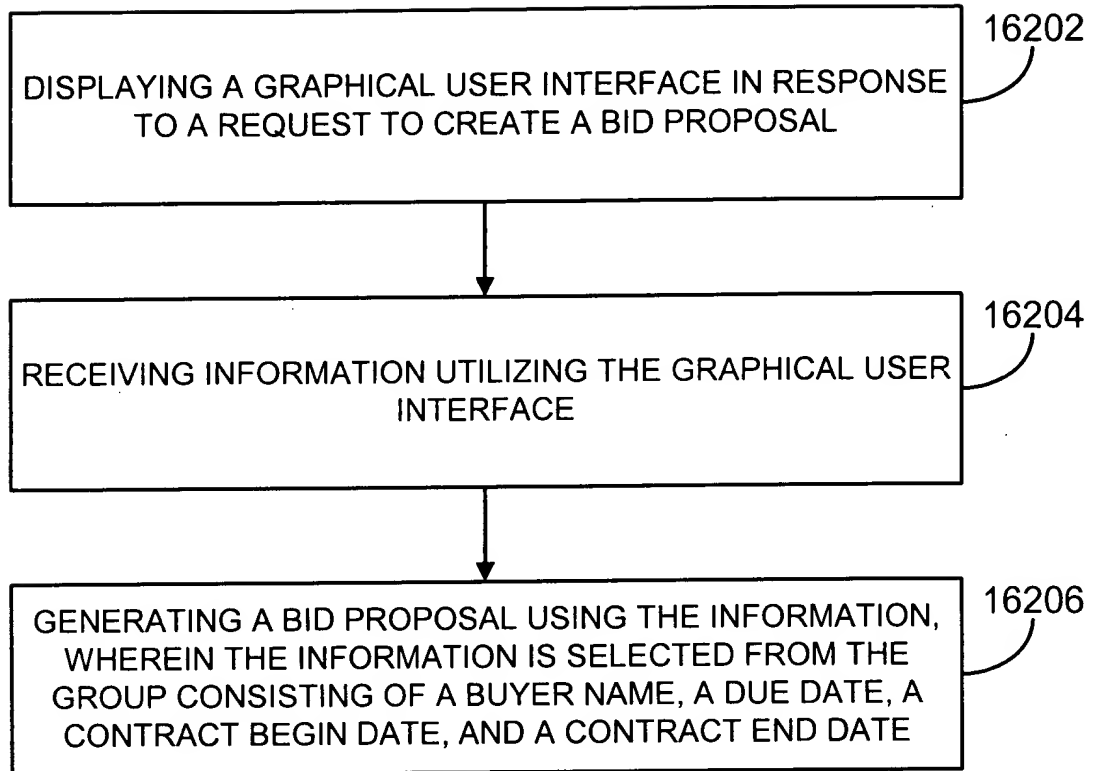 16202
DISPLAYING A GRAPHICAL USER INTERFACE IN RESPONSE
TO A REQUEST TO CREATE A BID PROPOSAL
16204
RECEIVING INFORMATION UTILIZING THE GRAPHICAL USER
INTERFACE
16206
GENERATING A BID PROPOSAL USING THE INFORMATION,
WHEREIN THE INFORMATION IS SELECTED FROM THE
GROUP CONSISTING OF A BUYER NAME, A DUE DATE, A
CONTRACT BEGIN DATE, AND A CONTRACT END DATE